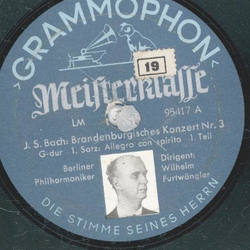 GRAMMOPHON
Meisterklasse
19
LM
95417 A
J. S. Bach: Brandenburgisches Konzert Nr. 3
G-dur 1. Satz: Allegro con spirito 1. Teil
Berliner Philharmoniker
Dirigent: Wilhelm Furtwängler
DIE STIMME SEINES HERRN